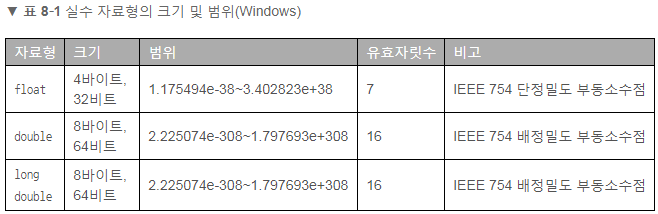 ▼ 표 8-1 실수 자료형의 크기 및 범위(Windows)
자료형 크기 범위 유효자릿수 비고
float 4바이트, 32비트 1.175494e-38~3.402823e+38 7 IEEE 754 단정밀도 부동소수점
double 8바이트, 64비트 2.225074e-308~1.797693e+308 16 IEEE 754 배정밀도 부동소수점
long double 8바이트, 64비트 2.225074e-308~1.797693e+308 16 IEEE 754 배정밀도 부동소수점